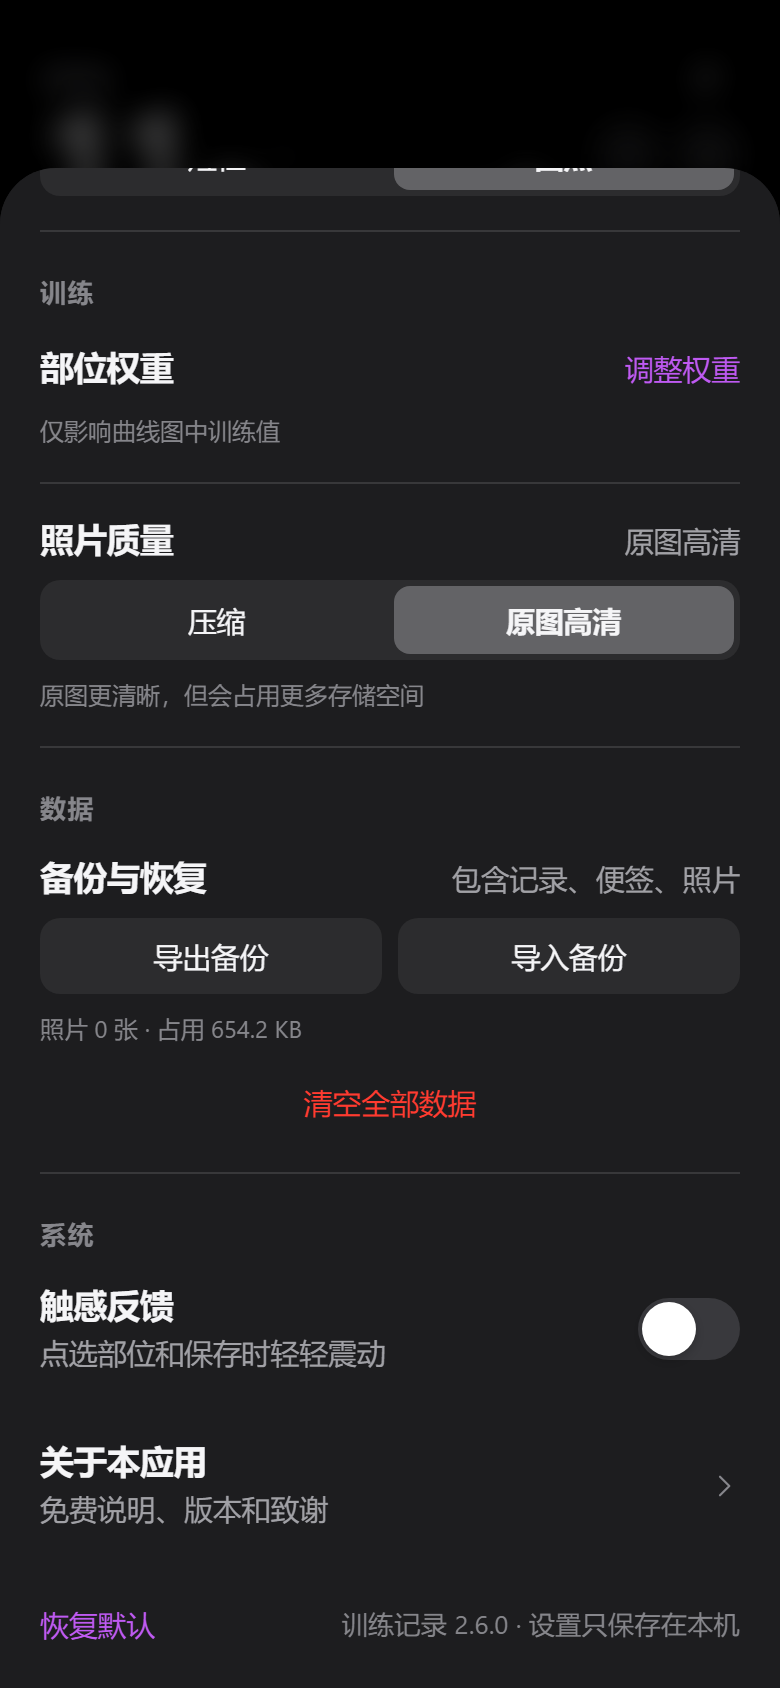 训练
部位权重
调整权重
仅影响曲线图中训练值
照片质量
原图高清
压缩
原图高清
原图更清晰，但会占用更多存储空间
数据
备份与恢复
包含记录、便签、照片
导出备份
导入备份
照片 0 张 · 占用 654.2 KB
清空全部数据
系统
触感反馈
点选部位和保存时轻轻震动
关于本应用
免费说明、版本和致谢
恢复默认
训练记录 2.6.0 · 设置只保存在本机